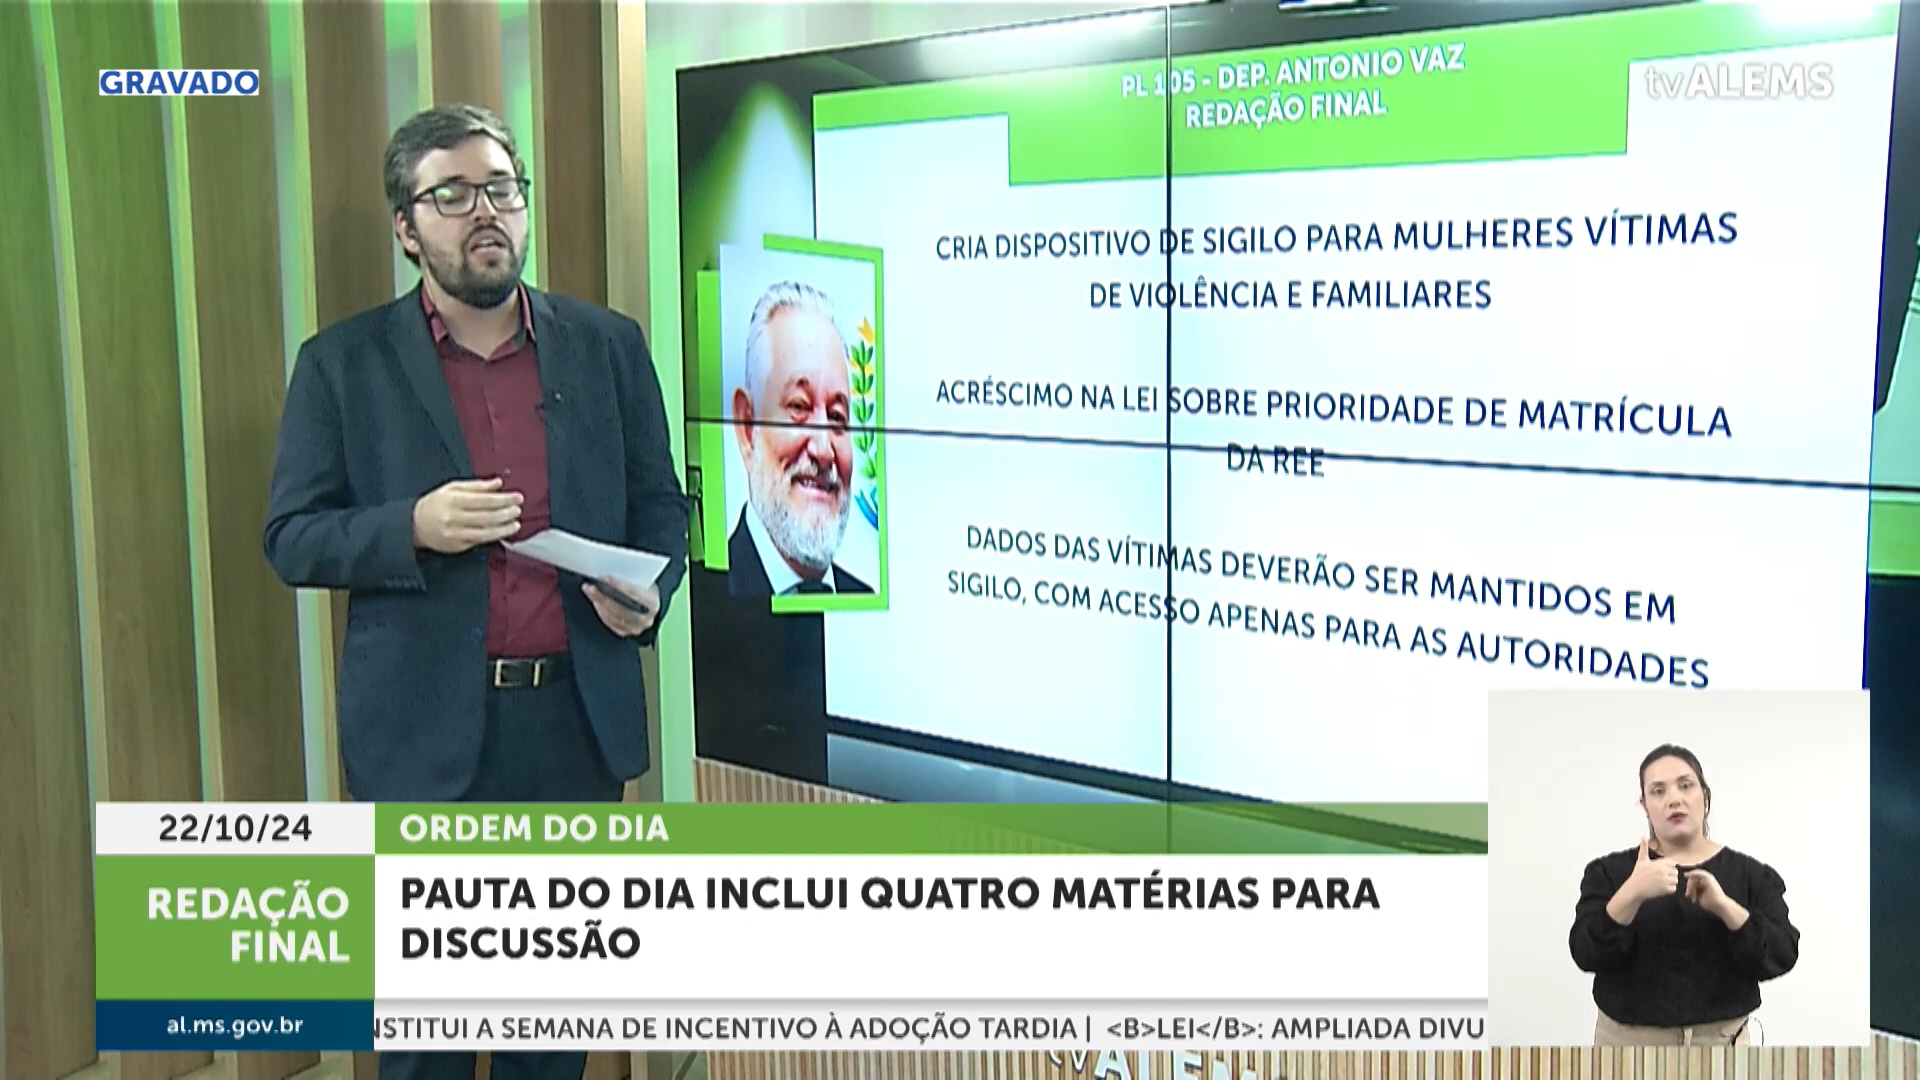 GRAVADO
PL 105 - DEP. ANTONIO VAZ
REDAÇÃO FINAL
tvALEMS
CRIA DISPOSITIVO DE SIGILO PARA MULHERES VÍTIMAS
DE VIOLÊNCIA E FAMILIARES
ACRÉSCIMO NA LEI SOBRE PRIORIDADE DE MATRÍCULA
DA REE
DADOS DAS VÍTIMAS DEVERÃO SER MANTIDOS EM
SIGILO, COM ACESSO APENAS PARA AS AUTORIDADES
22/10/24
ORDEM DO DIA
REDAÇÃO
FINAL
PAUTA DO DIA INCLUI QUATRO MATÉRIAS PARA
DISCUSSÃO
al.ms.gov.br
NSTITUI A SEMANA DE INCENTIVO À ADOÇÃO TARDIA | <B>LEI</B>: AMPLIADA DIVU
tvALEM